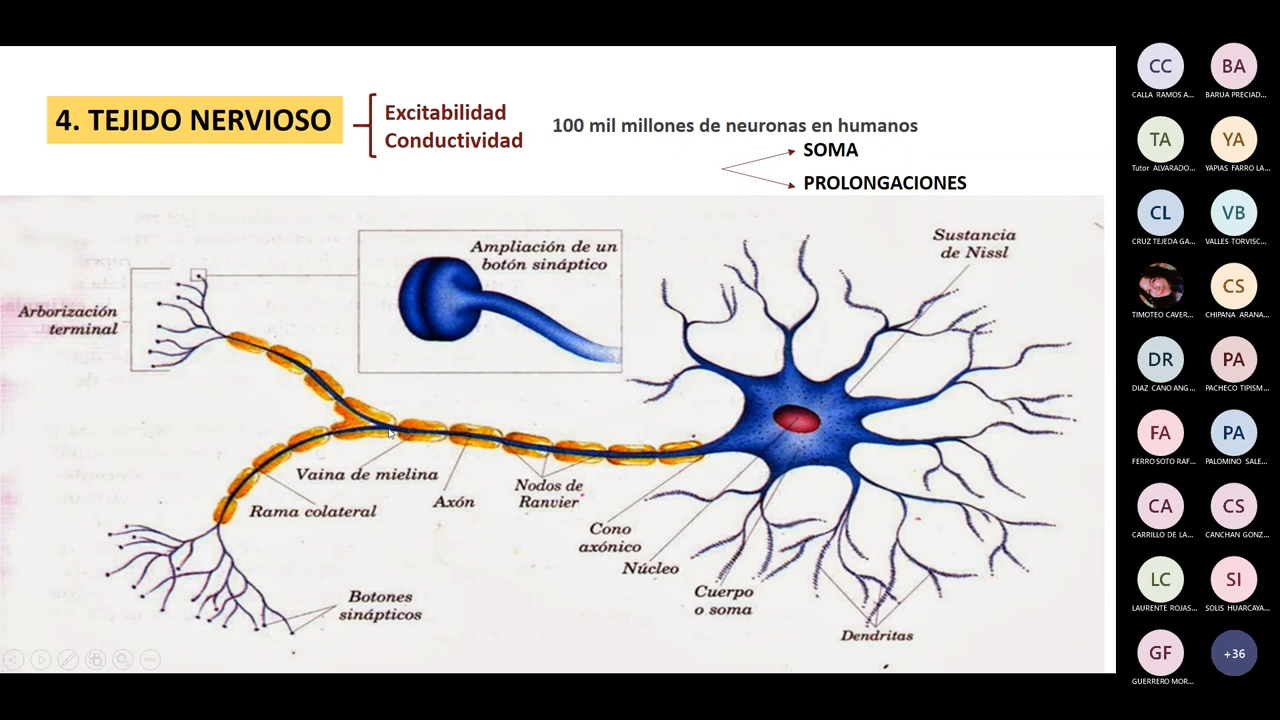 4. TEJIDO NERVIOSO
Excitabilidad
Conductividad
100 mil millones de neuronas en humanos
SOMA
PROLONGACIONES
Ampliación de un
botón sináptico
Sustancia
de Nissl
Arborización
terminal
Vaina de mielina
Axón
Nodos de
Ranvier
Rama colateral
Cono
axónico
Núcleo
Cuerpo
o soma
Botones
sinápticos
Dendritas
CC
CALLA RAMOS A...
BA
BARUA PRECIAD...
TA
Tutor ALVARADO...
YA
YAPIAS FARRO LA...
CL
CRUZ TEJEDA GA...
VB
VALLES TORVISC...
TIMOTEO CAVER...
CS
CHIPANA ARANA...
DR
DIAZ CANO ANG...
PA
PACHECO TIPISM...
FA
FERRO SOTO RAF...
PA
PALOMINO SALE...
CA
CARRILLO DE LA...
CS
CANCHAN GONZ...
LC
LAURENTE ROJAS...
SI
SOLIS HUARCAYA...
GF
GUERRERO MOR...
+36